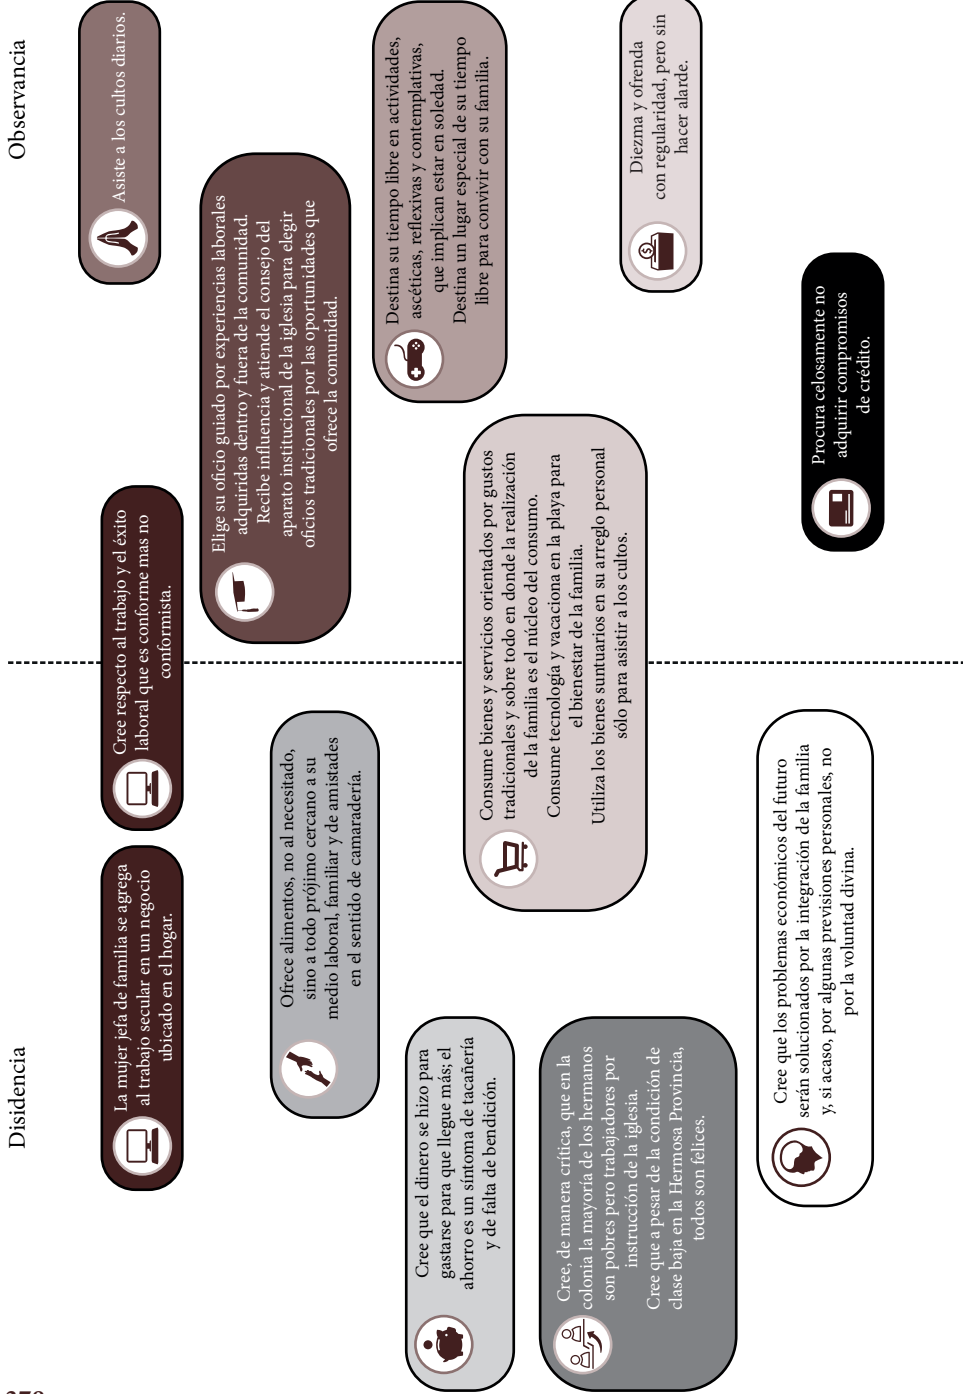 Disidencia
Observancia
La mujer jefa de familia se agrega
al trabajo secular en un negocio
ubicado en el hogar.
Cree respecto al trabajo y el éxito
laboral que es conforme mas no
conformista.
Asiste a los cultos diarios.
Elige su oficio guiado por experiencias laborales
adquiridas dentro y fuera de la comunidad.
Recibe influencia y atiende el consejo del
aparato institucional de la iglesia para elegir
oficios tradicionales por las oportunidades que
ofrece la comunidad.
Ofrece alimentos, no al necesitado,
sino a todo prójimo cercano a su
medio laboral, familiar y de amistades
en el sentido de camaradería.
Destina su tiempo libre en actividades,
ascéticas, reflexivas y contemplativas,
que implican estar en soledad.
Destina un lugar especial de su tiempo
libre para convivir con su familia.
Cree que el dinero se hizo para
gastarse para que llegue más; el
ahorro es un síntoma de tacañería
y de falta de bendición.
Consume bienes y servicios orientados por gustos
tradicionales y sobre todo en donde la realización
de la familia es el núcleo del consumo.
Consume tecnología y vacaciona en la playa para
el bienestar de la familia.
Utiliza los bienes suntuarios en su arreglo personal
sólo para asistir a los cultos.
Cree, de manera crítica, que en la
colonia la mayoría de los hermanos
son pobres pero trabajadores por
instrucción de la iglesia.
Cree que a pesar de la condición de
clase baja en la Hermosa Provincia,
todos son felices.
Diezma y ofrenda
con regularidad, pero sin
hacer alarde.
$
Cree que los problemas económicos del futuro
serán solucionados por la integración de la familia
y, si acaso, por algunas previsiones personales, no
por la voluntad divina.
Procura celosamente no
adquirir compromisos
de crédito.